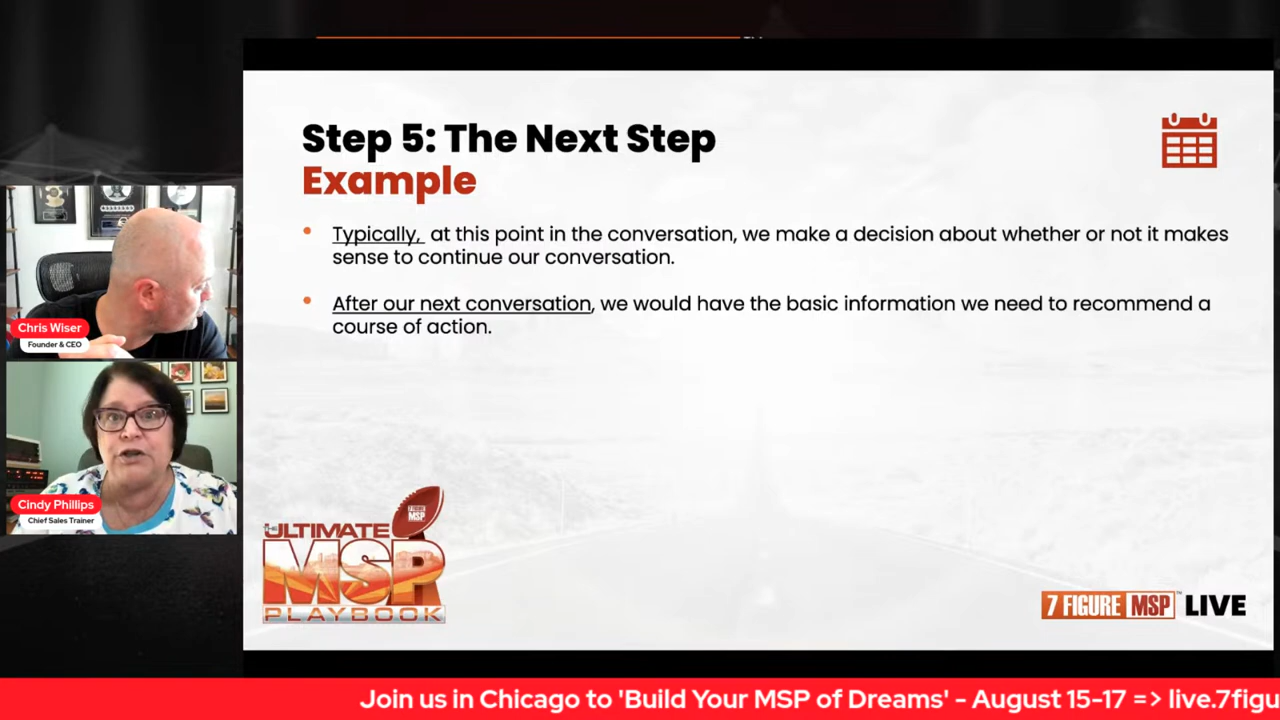 Step 5: The Next Step
Example
Typically, at this point in the conversation, we make a decision about whether or not it makes
sense to continue our conversation.
After our next conversation, we would have the basic information we need to recommend a
course of action.
Chris Wiser
Founder & CEO
Cindy Phillips
Chief Sales Trainer
7 FIGURE
MSP
THE
ULTIMATE
MSP
PLAYBOOK
7 FIGURE MSP™ LIVE
Join us in Chicago to 'Build Your MSP of Dreams' - August 15-17 => live.7figu